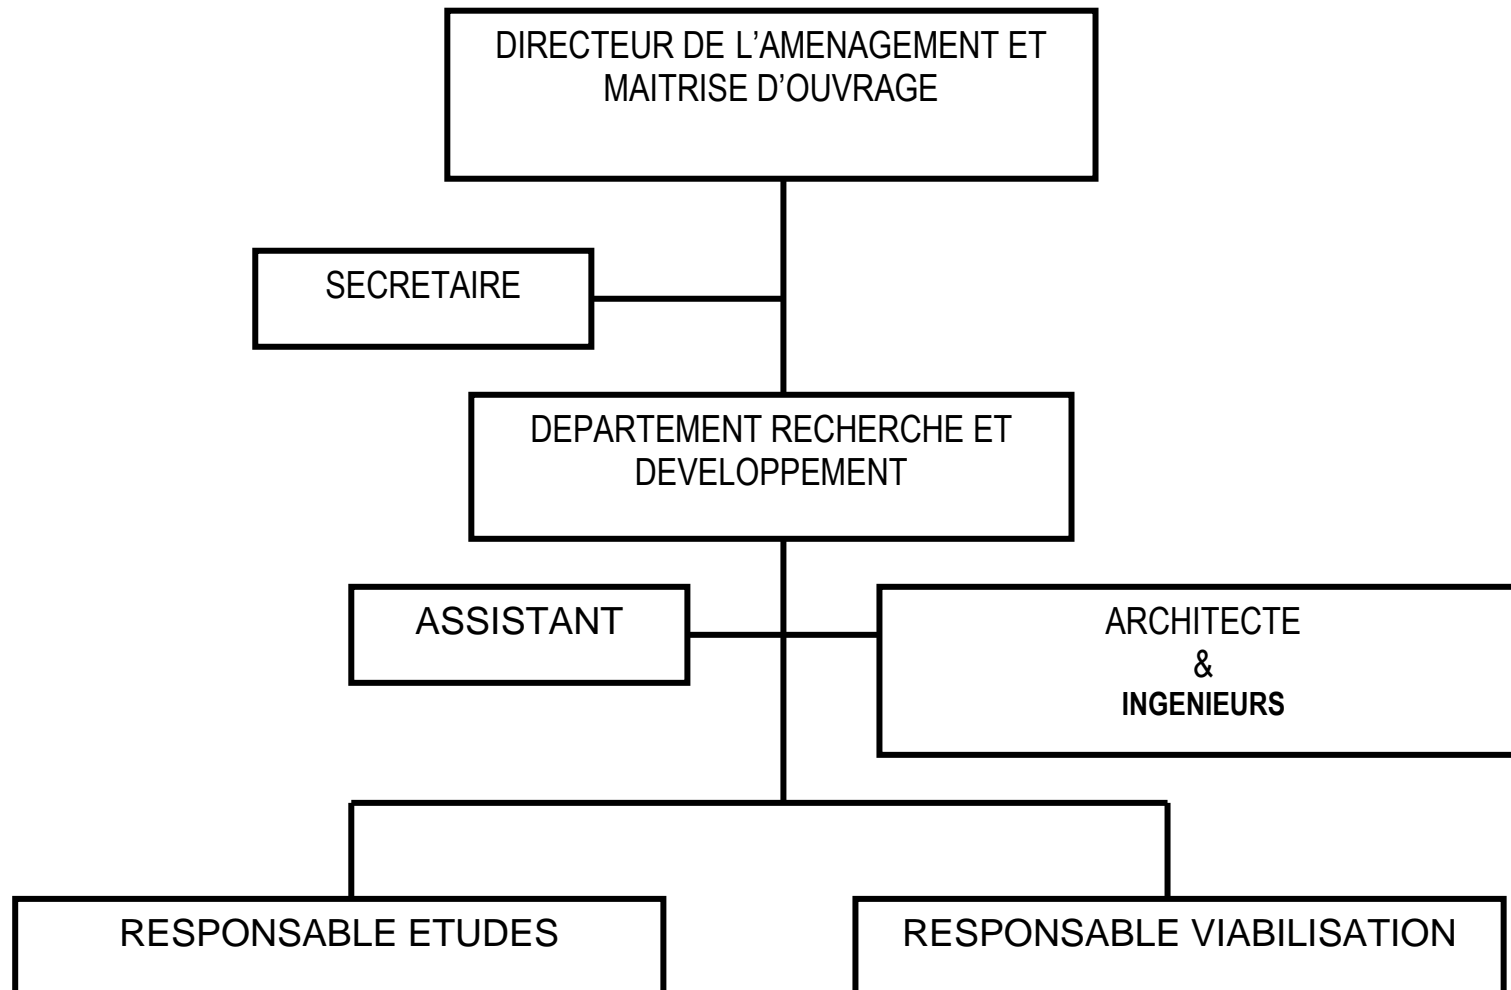 DIRECTEUR DE L’AMENAGEMENT ET
MAITRISE D’OUVRAGE
SECRETAIRE
DEPARTEMENT RECHERCHE ET
DEVELOPPEMENT
ASSISTANT
ARCHITECTE
&
INGENIEURS
RESPONSABLE ETUDES
RESPONSABLE VIABILISATION